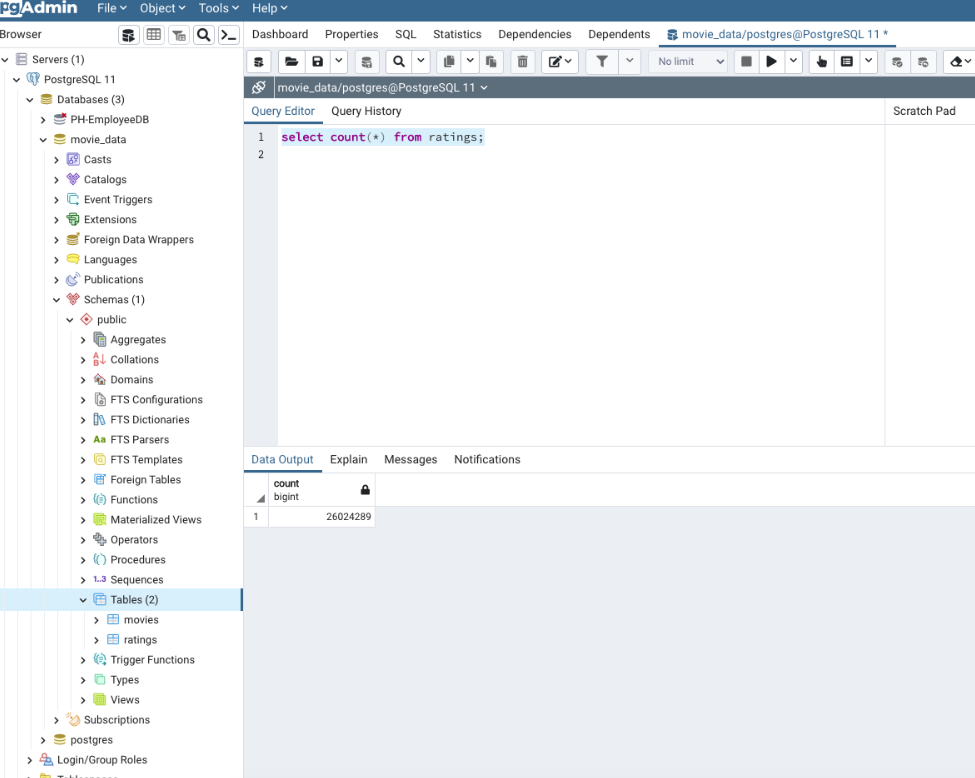 pgAdmin File Object Tools Help
Browser
Dashboard Properties SQL Statistics Dependencies Dependents movie_data/postgres@PostgreSQL 11 *
No limit
movie_data/postgres@PostgreSQL 11
Query Editor Query History
Scratch Pad
1 select count(*) from ratings;
2
Servers (1)
PostgreSQL 11
Databases (3)
PH-EmployeeDB
movie_data
Casts
Catalogs
Event Triggers
Extensions
Foreign Data Wrappers
Languages
Publications
Schemas (1)
public
Aggregates
Collations
Domains
FTS Configurations
FTS Dictionaries
Aa FTS Parsers
FTS Templates
Foreign Tables
Functions
Materialized Views
Operators
Procedures
1..3 Sequences
Tables (2)
movies
ratings
Trigger Functions
Types
Views
Subscriptions
postgres
Login/Group Roles
Data Output Explain Messages Notifications
count
bigint
1 26024289